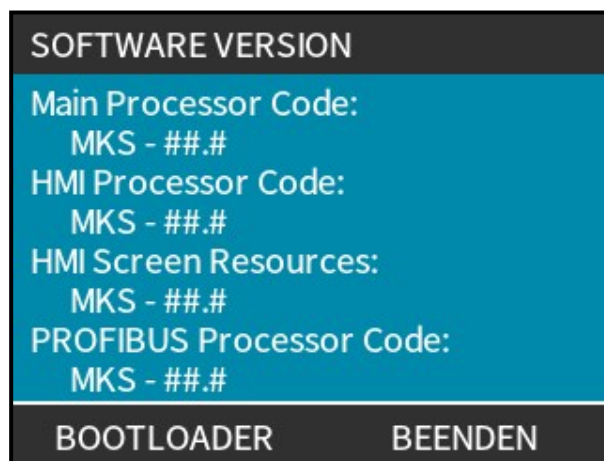 SOFTWARE VERSION
Main Processor Code:
MKS - ##.#
HMI Processor Code:
MKS - ##.#
HMI Screen Resources:
MKS - ##.#
PROFIBUS Processor Code:
MKS - ##.#
BOOTLOADER BEENDEN